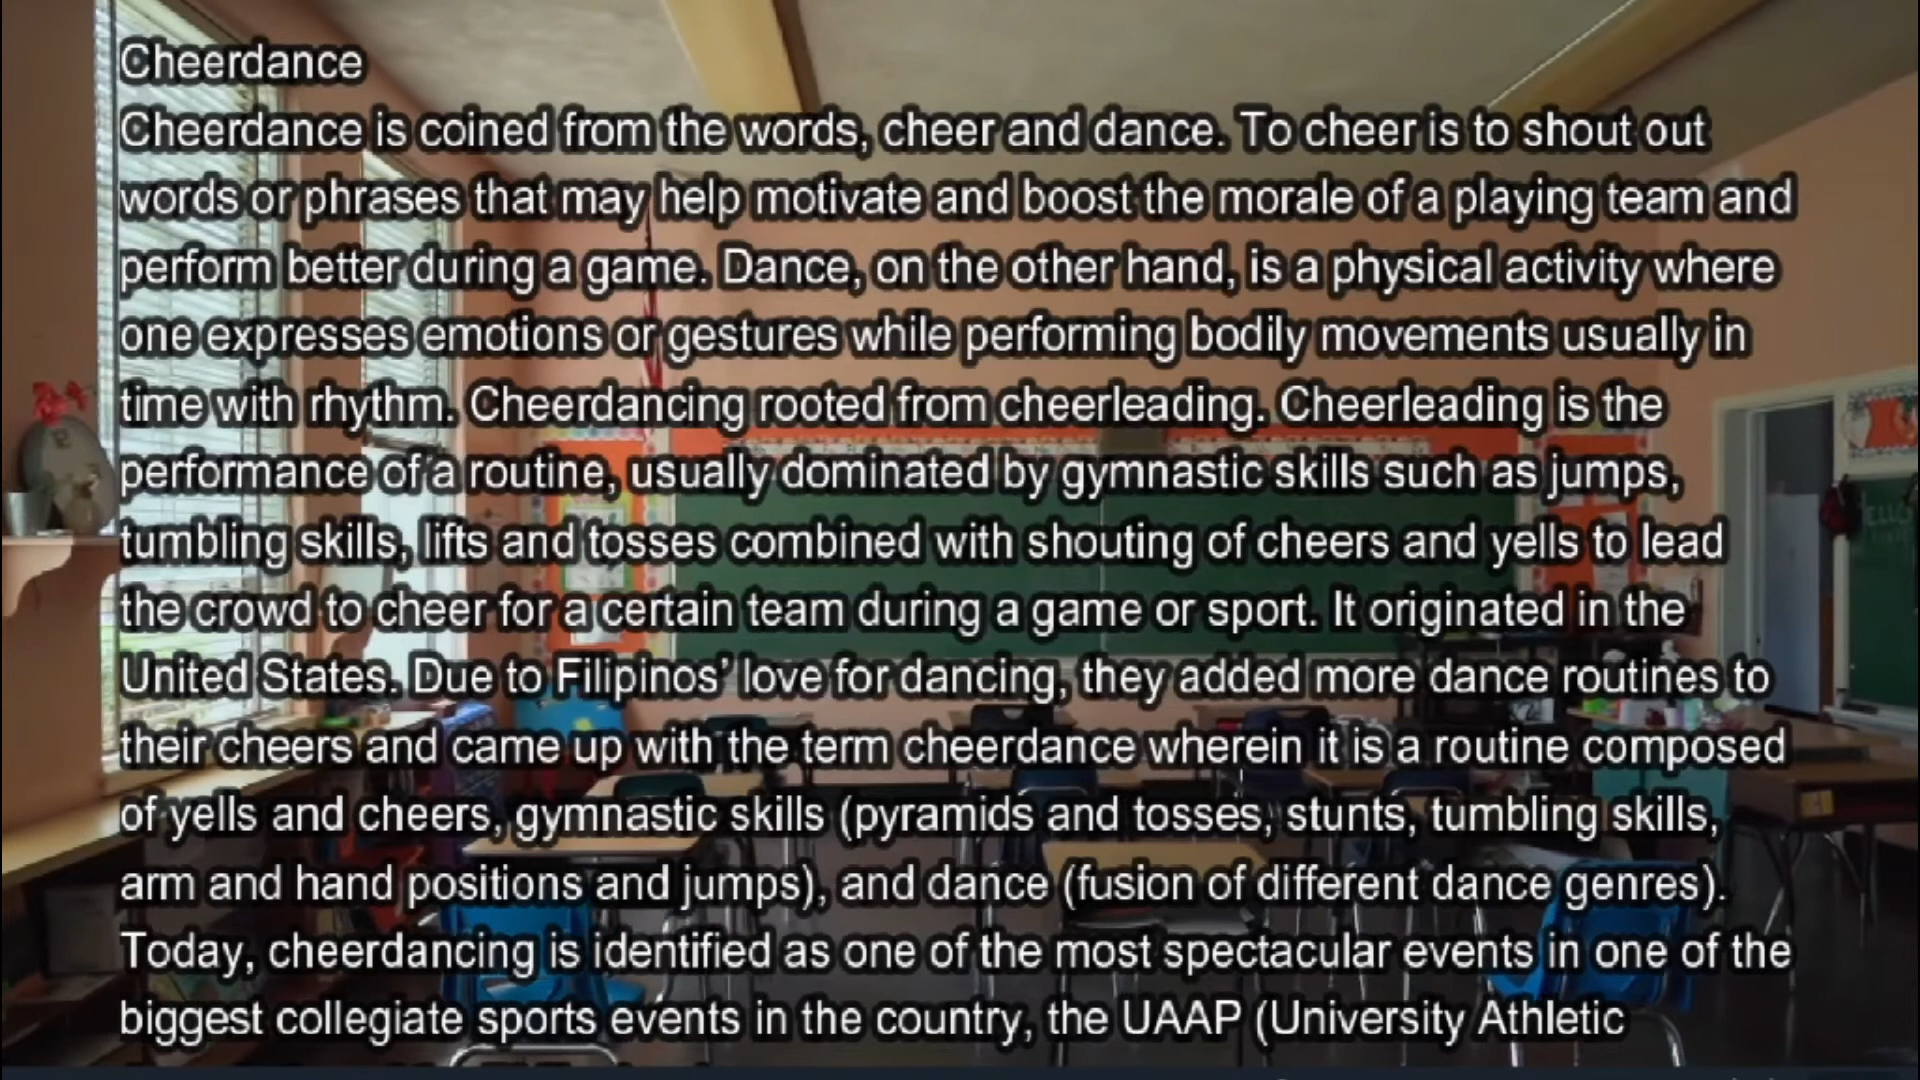 Cheerdance
Cheerdance is coined from the words, cheer and dance. To cheer is to shout out
words or phrases that may help motivate and boost the morale of a playing team and
perform better during a game. Dance, on the other hand, is a physical activity where
one expresses emotions or gestures while performing bodily movements usually in
time with rhythm. Cheerdancing rooted from cheerleading. Cheerleading is the
performance of a routine, usually dominated by gymnastic skills such as jumps,
tumbling skills, lifts and tosses combined with shouting of cheers and yells to lead
the crowd to cheer for a certain team during a game or sport. It originated in the
United States. Due to Filipinos’ love for dancing, they added more dance routines to
their cheers and came up with the term cheerdance wherein it is a routine composed
of yells and cheers, gymnastic skills (pyramids and tosses, stunts, tumbling skills,
arm and hand positions and jumps), and dance (fusion of different dance genres).
Today, cheerdancing is identified as one of the most spectacular events in one of the
biggest collegiate sports events in the country, the UAAP (University Athletic